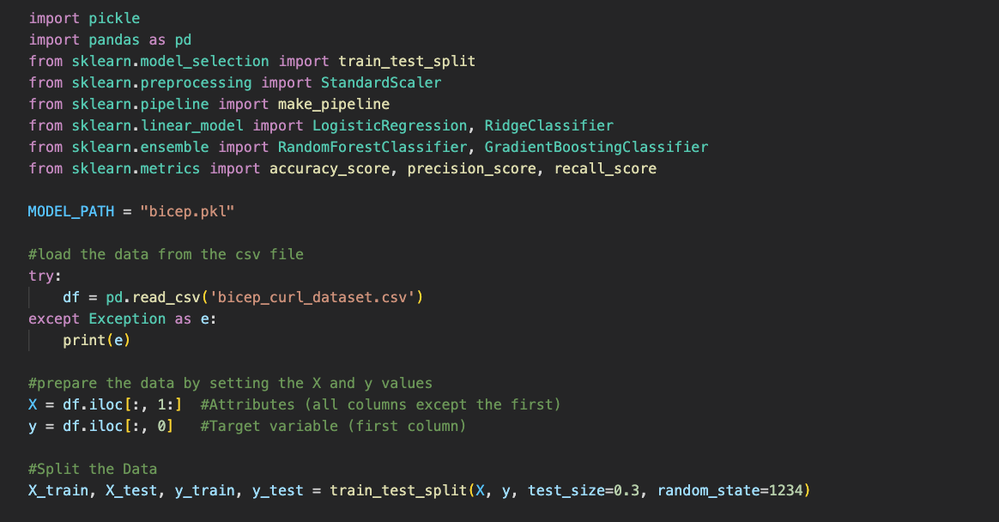 import pickle
import pandas as pd
from sklearn.model_selection import train_test_split
from sklearn.preprocessing import StandardScaler
from sklearn.pipeline import make_pipeline
from sklearn.linear_model import LogisticRegression, RidgeClassifier
from sklearn.ensemble import RandomForestClassifier, GradientBoostingClassifier
from sklearn.metrics import accuracy_score, precision_score, recall_score

MODEL_PATH = "bicep.pkl"

#load the data from the csv file
try:
    df = pd.read_csv('bicep_curl_dataset.csv')
except Exception as e:
    print(e)

#prepare the data by setting the X and y values
X = df.iloc[:, 1:]  #Attributes (all columns except the first)
y = df.iloc[:, 0]   #Target variable (first column)

#Split the Data
X_train, X_test, y_train, y_test = train_test_split(X, y, test_size=0.3, random_state=1234)